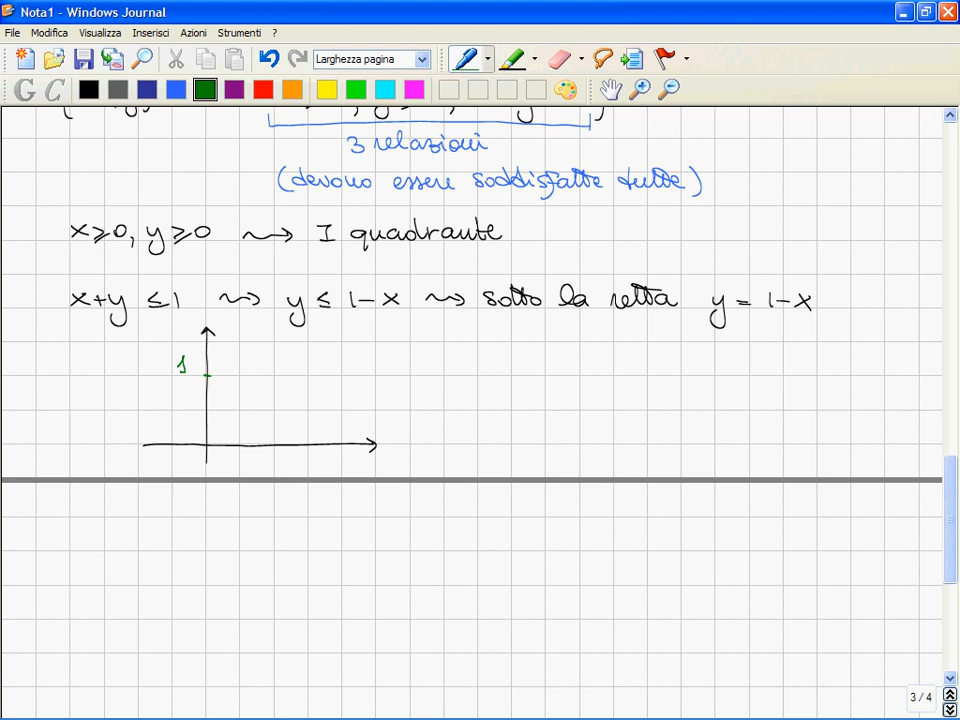 Nota1 - Windows Journal
File Modifica Visualizza Inserisci Azioni Strumenti ?
Larghezza pagina
G C
3 relazioni
(devono essere soddisfatte tutte)
x≥0, y≥0 ⇝ I quadrante
x+y ≤ 1 ⇝ y ≤ 1-x ⇝ sotto la retta y = 1-x
1
3 / 4